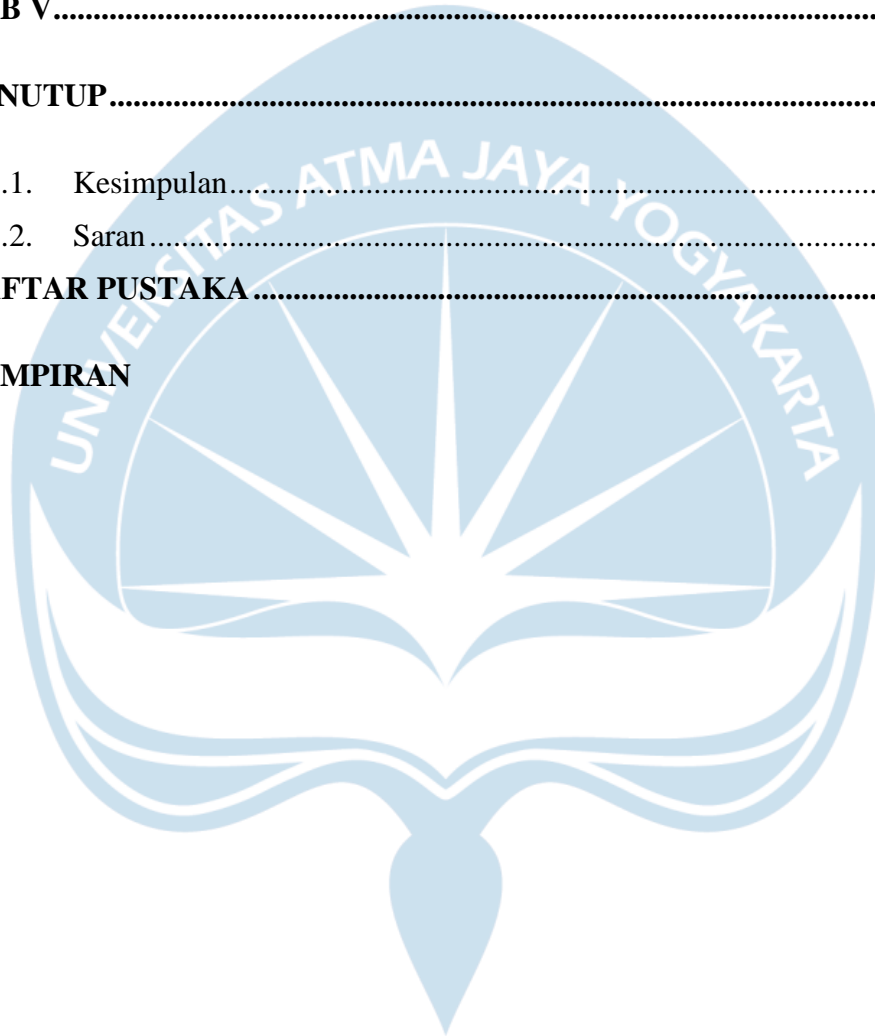 B V..........................................................................................
NUTUP..................................................................................
.1. Kesimpulan...................................................................
.2. Saran.............................................................................
FTAR PUSTAKA................................................................
MPIRAN
UNIVERSITAS ATMA JAYA YOGYAKARTA